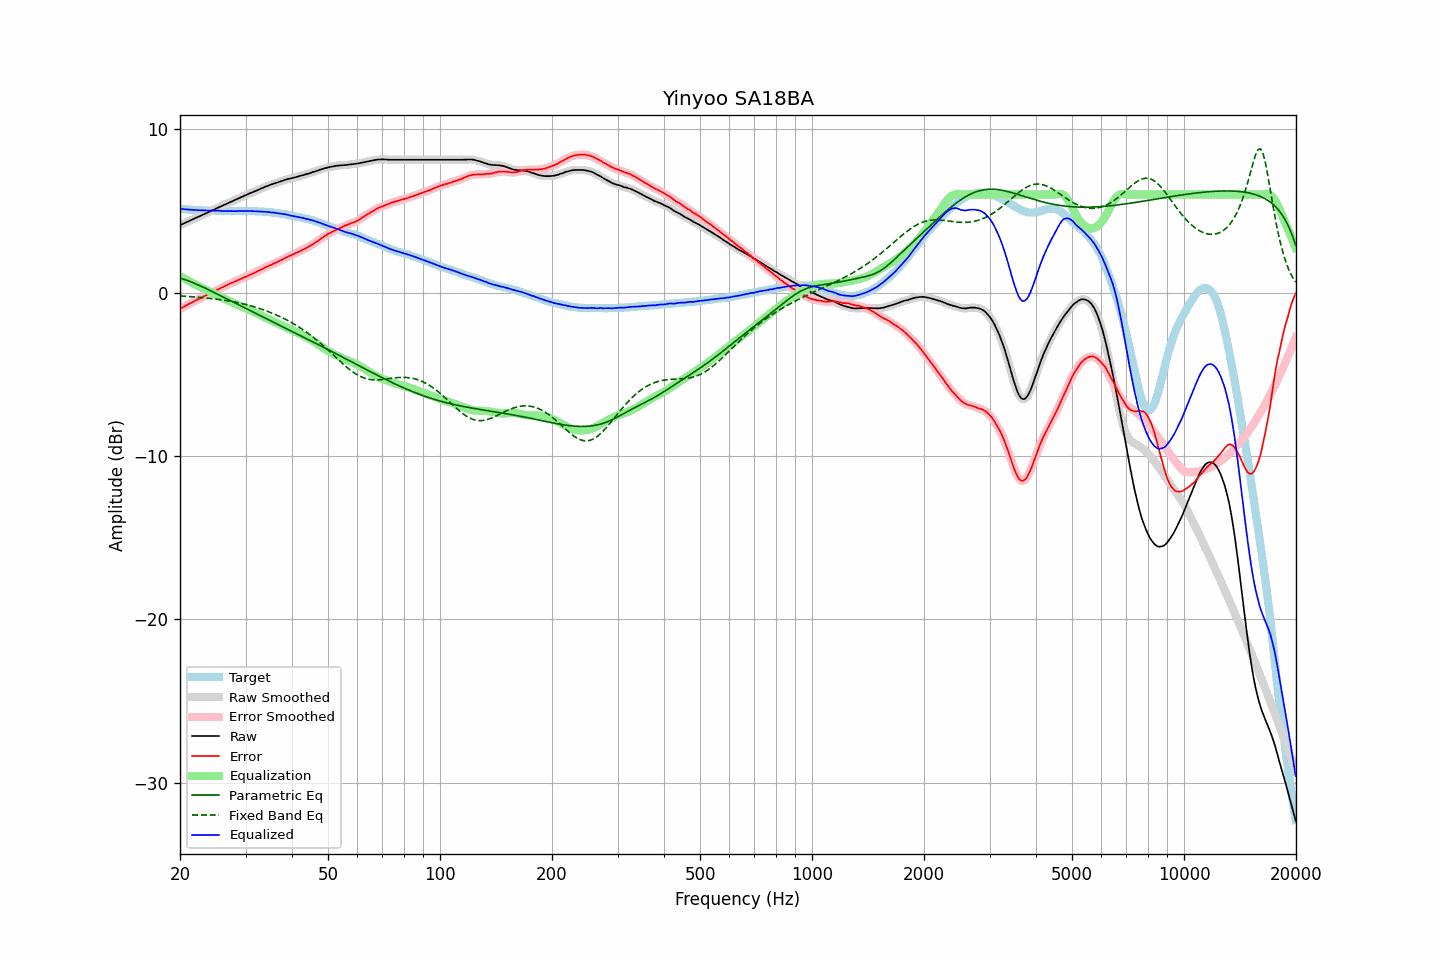 Yinyoo SA18BA
10
0
−10
−20
−30
Amplitude (dBr)
Target
Raw Smoothed
Error Smoothed
Raw
Error
Equalization
Parametric Eq
Fixed Band Eq
Equalized
20 50 100 200 500 1000 2000 5000 10000 20000
Frequency (Hz)